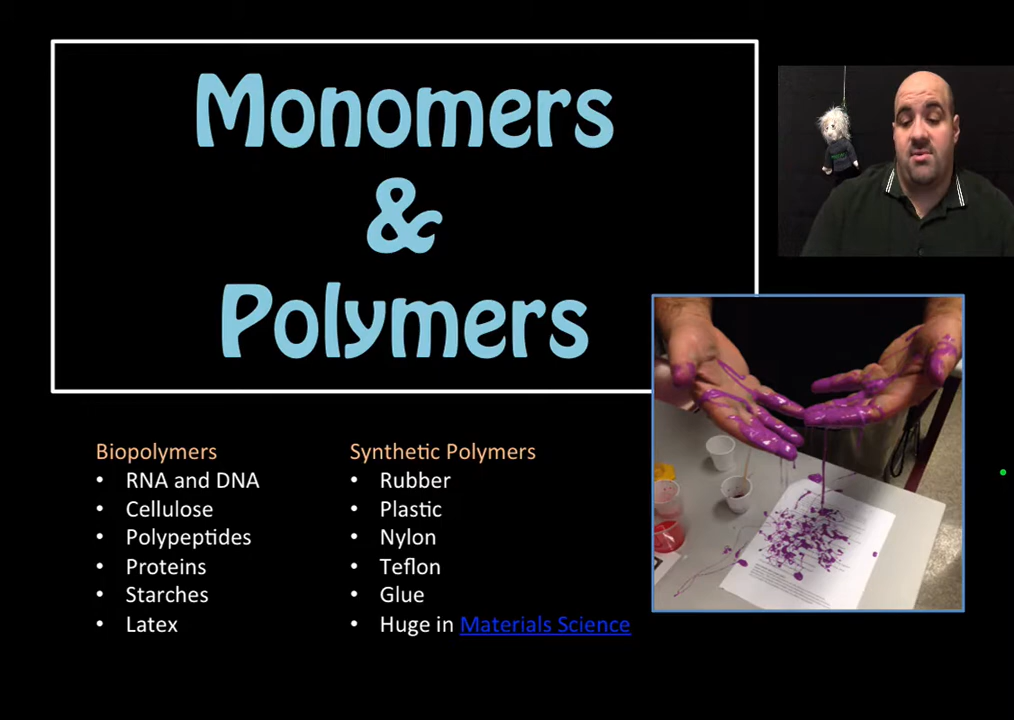 Monomers
&
Polymers
Biopolymers
• RNA and DNA
• Cellulose
• Polypeptides
• Proteins
• Starches
• Latex
Synthetic Polymers
• Rubber
• Plastic
• Nylon
• Teflon
• Glue
• Huge in Materials Science